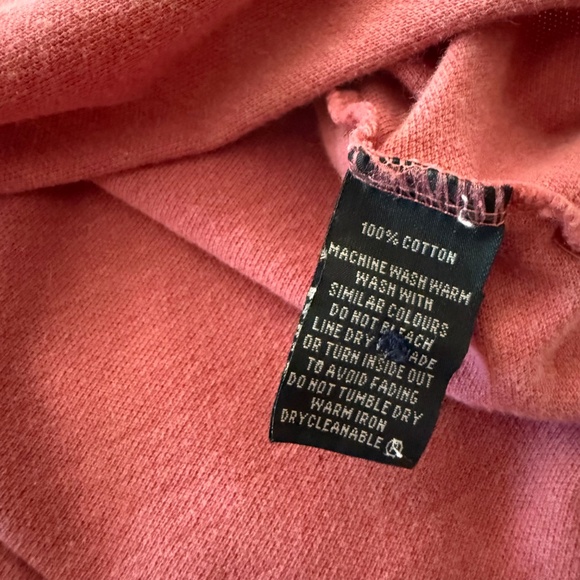 100% COTTON
MACHINE WASH WARM
WASH WITH
SIMILAR COLOURS
DO NOT BLEACH
LINE DRY
OR TURN INSIDE OUT
TO AVOID FADING
DO NOT TUMBLE DRY
WARM IRON
DRYCLEANABLE Ⓐ